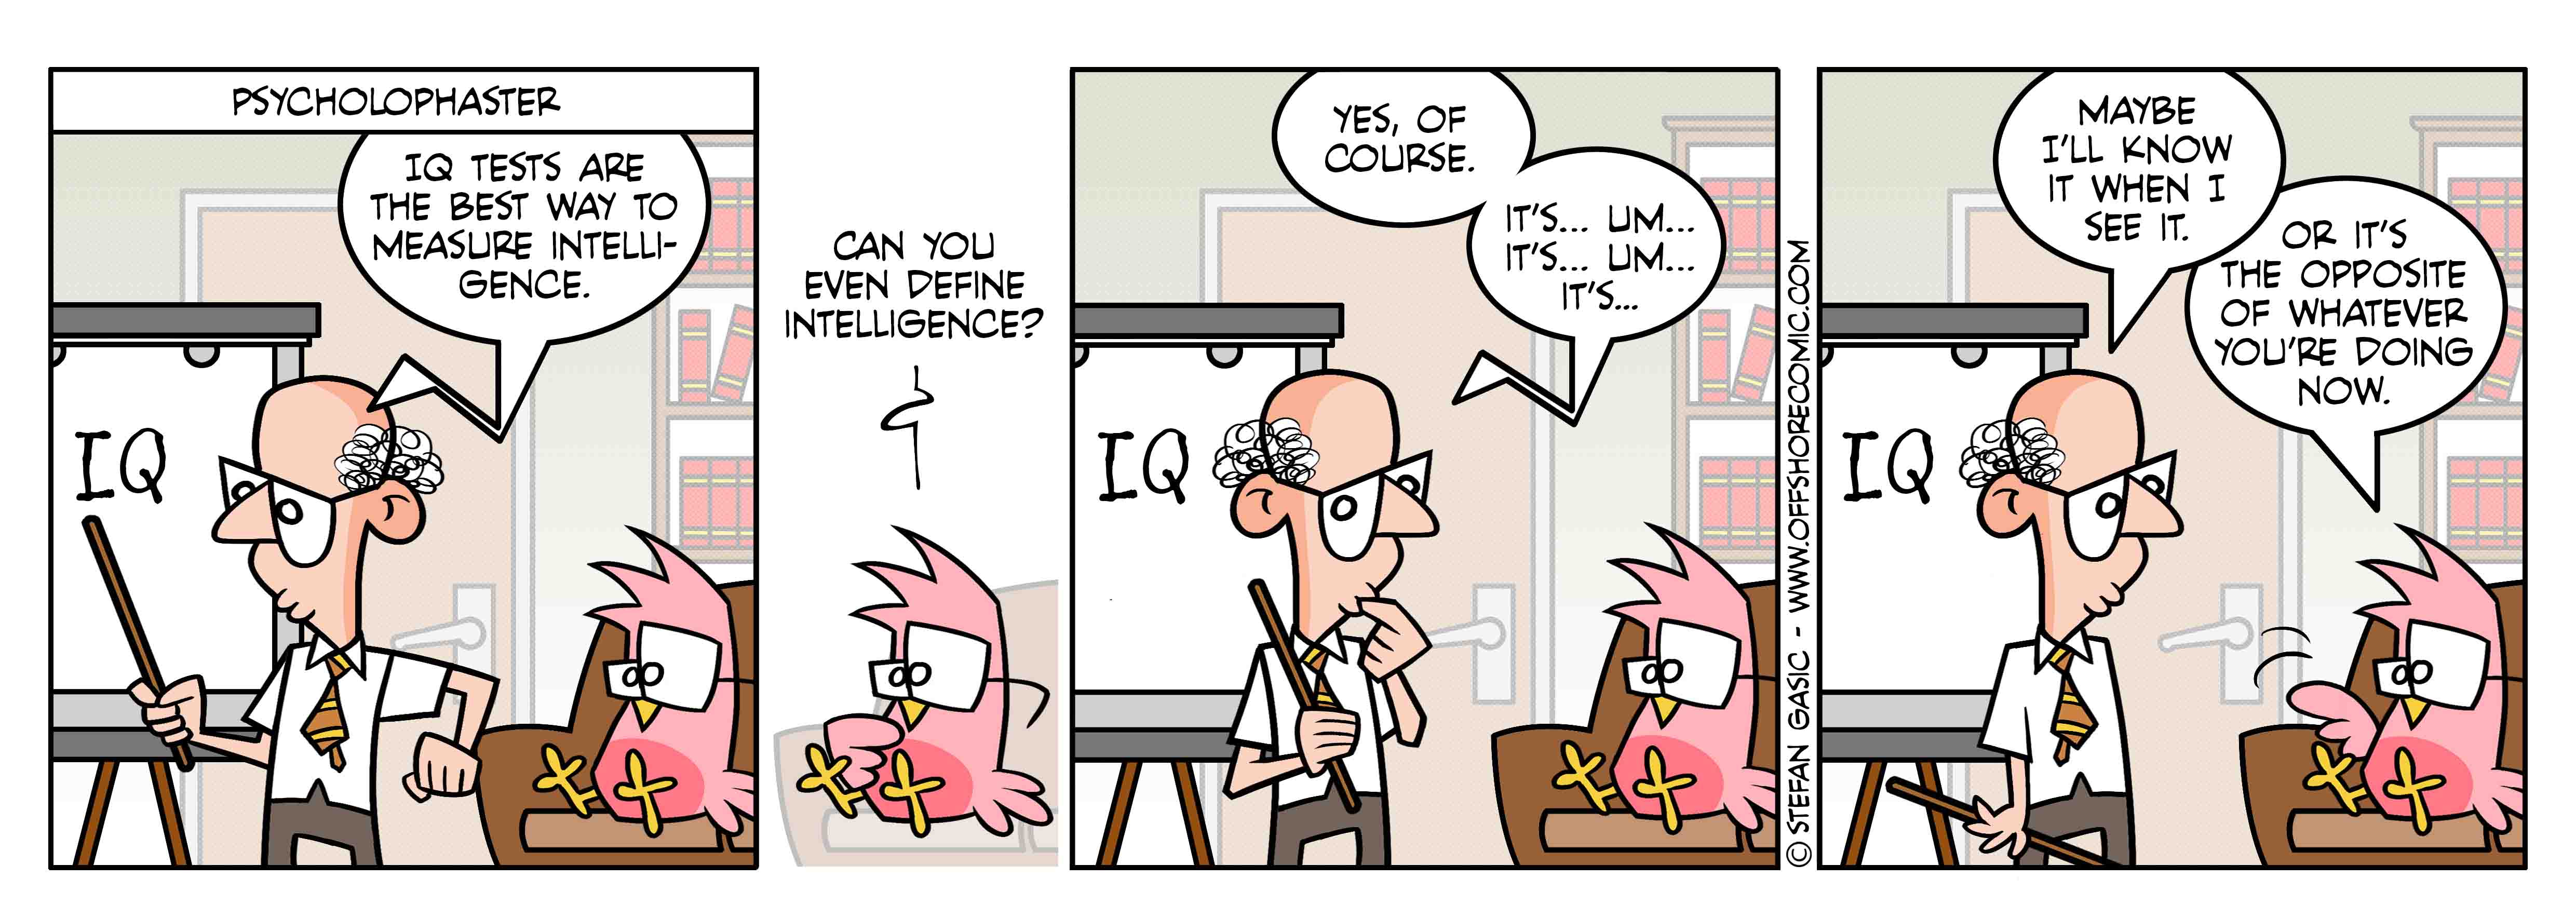 PSYCHOLOPHASTER
IQ TESTS ARE
THE BEST WAY TO
MEASURE INTELLI-
GENCE.
IQ
CAN YOU
EVEN DEFINE
INTELLIGENCE?
YES, OF
COURSE.
IT'S... UM...
IT'S... UM...
IT'S...
IQ
© STEFAN GASIC - WWW.OFFSHORECOMIC.COM
MAYBE
I'LL KNOW
IT WHEN I
SEE IT.
OR IT'S
THE OPPOSITE
OF WHATEVER
YOU'RE DOING
NOW.
IQ